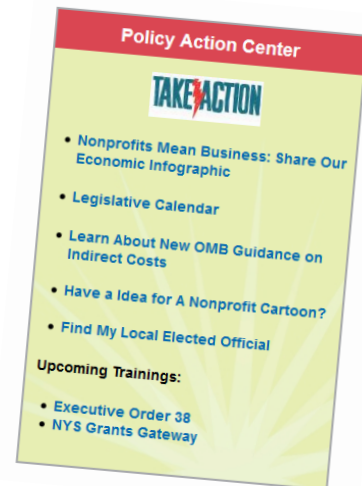 Policy Action Center
TAKE ACTION
• Nonprofits Mean Business: Share Our
Economic Infographic
• Legislative Calendar
• Learn About New OMB Guidance on
Indirect Costs
• Have a Idea for A Nonprofit Cartoon?
• Find My Local Elected Official
Upcoming Trainings:
• Executive Order 38
• NYS Grants Gateway